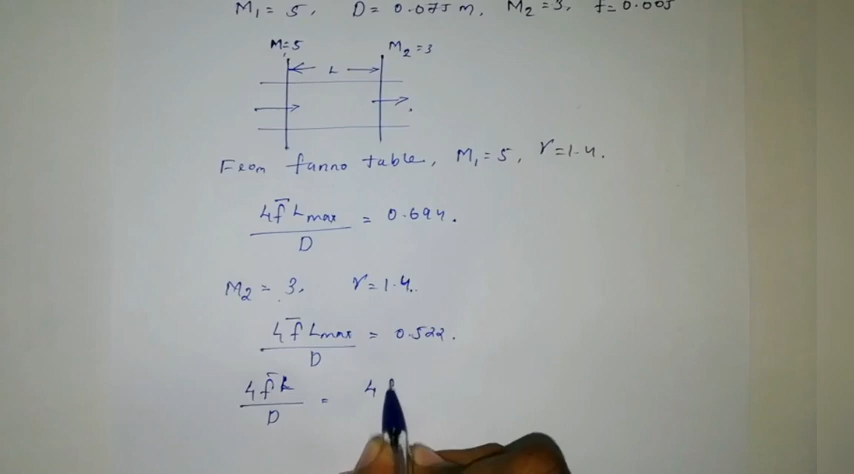 M₁ = 5, D = 0.075 m, M₂ = 3, f = 0.005
M₁=5 M₂=3
L
From fanno table, M₁ = 5, γ = 1.4.
4f̅ Lmax / D = 0.694.
M₂ = 3, γ = 1.4.
4f̅ Lmax / D = 0.522.
4f̅L / D = 4